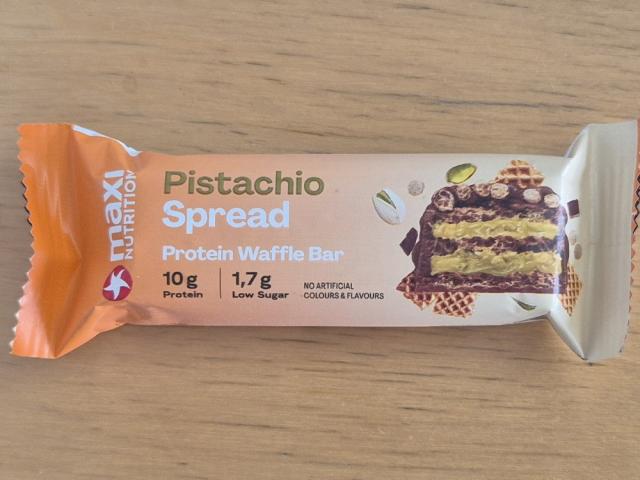 maxi
NUTRITION
Pistachio
Spread
Protein Waffle Bar
10g
Protein
1,7g
Low Sugar
NO ARTIFICIAL
COLOURS & FLAVOURS